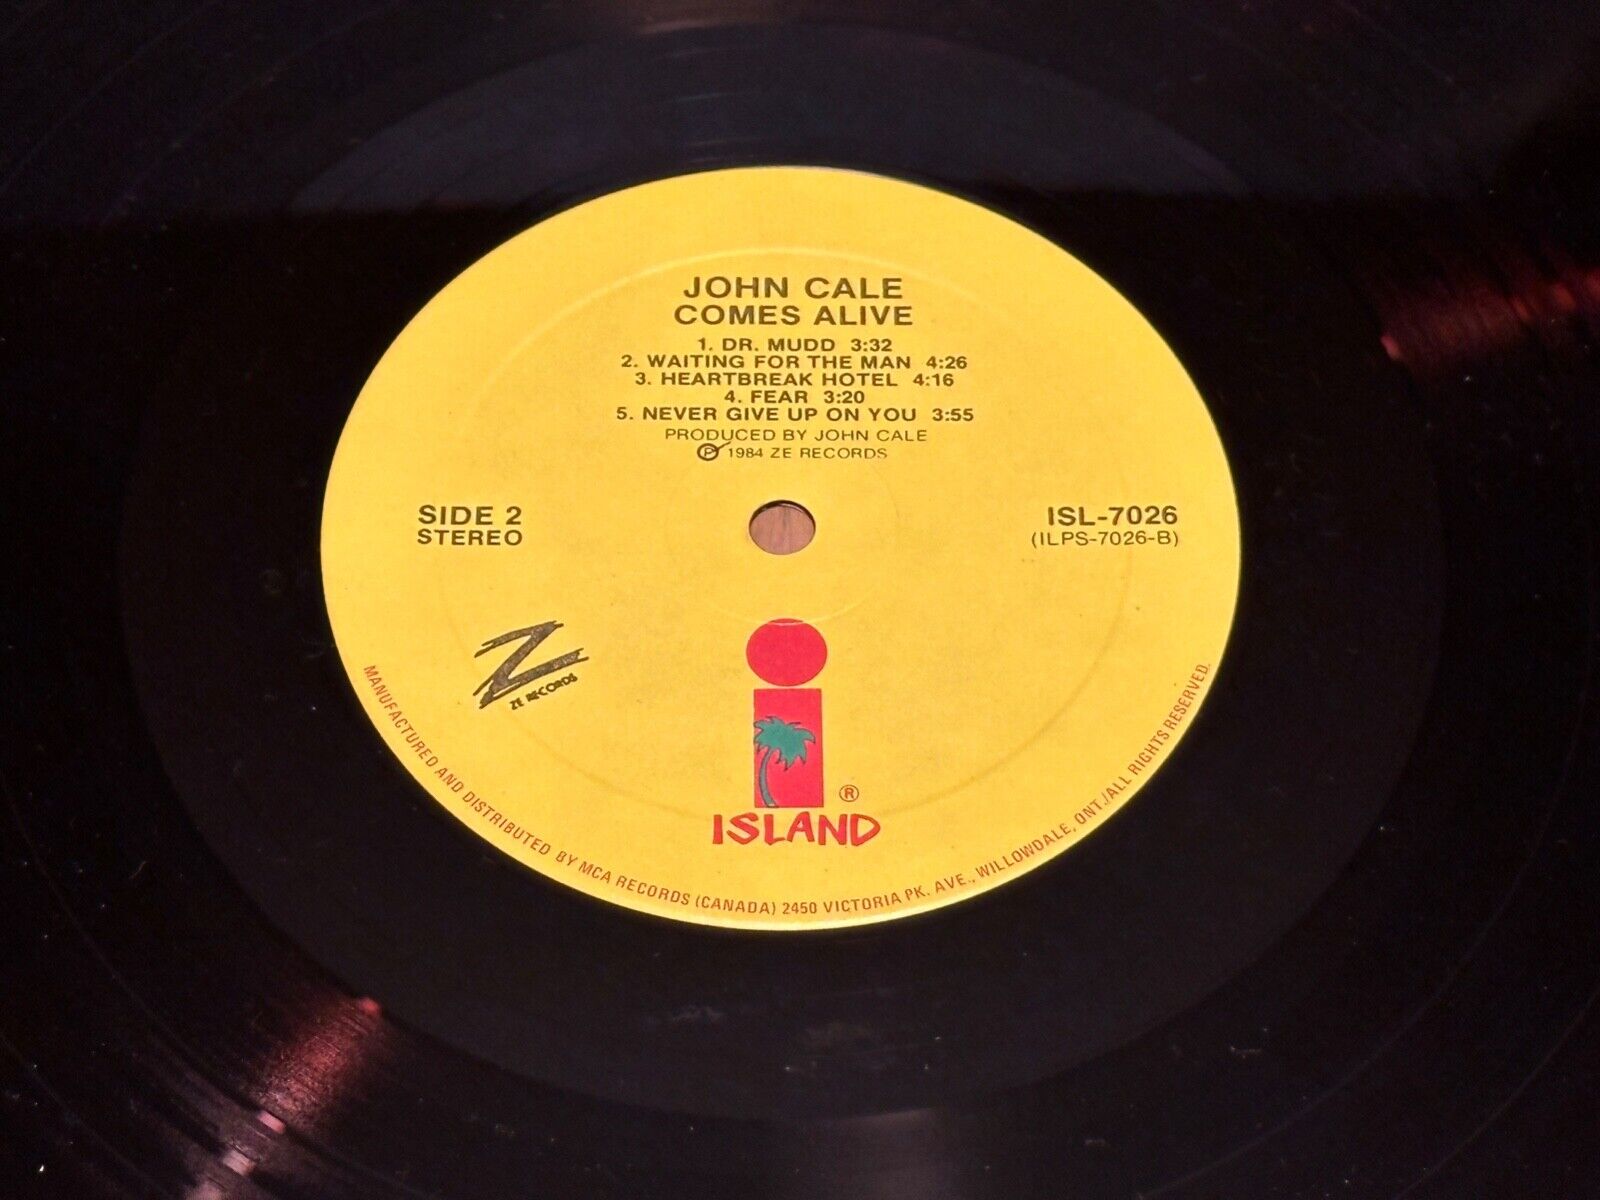 JOHN CALE
COMES ALIVE
1. DR. MUDD 3:32
2. WAITING FOR THE MAN 4:26
3. HEARTBREAK HOTEL 4:16
4. FEAR 3:20
5. NEVER GIVE UP ON YOU 3:55
PRODUCED BY JOHN CALE
Ⓟ 1984 ZE RECORDS
SIDE 2
STEREO
ISL-7026
(ILPS-7026-B)
Z
ZE RECORDS
®
ISLAND
MANUFACTURED AND DISTRIBUTED BY MCA RECORDS (CANADA) 2450 VICTORIA PK. AVE., WILLOWDALE, ONT./ALL RIGHTS RESERVED.